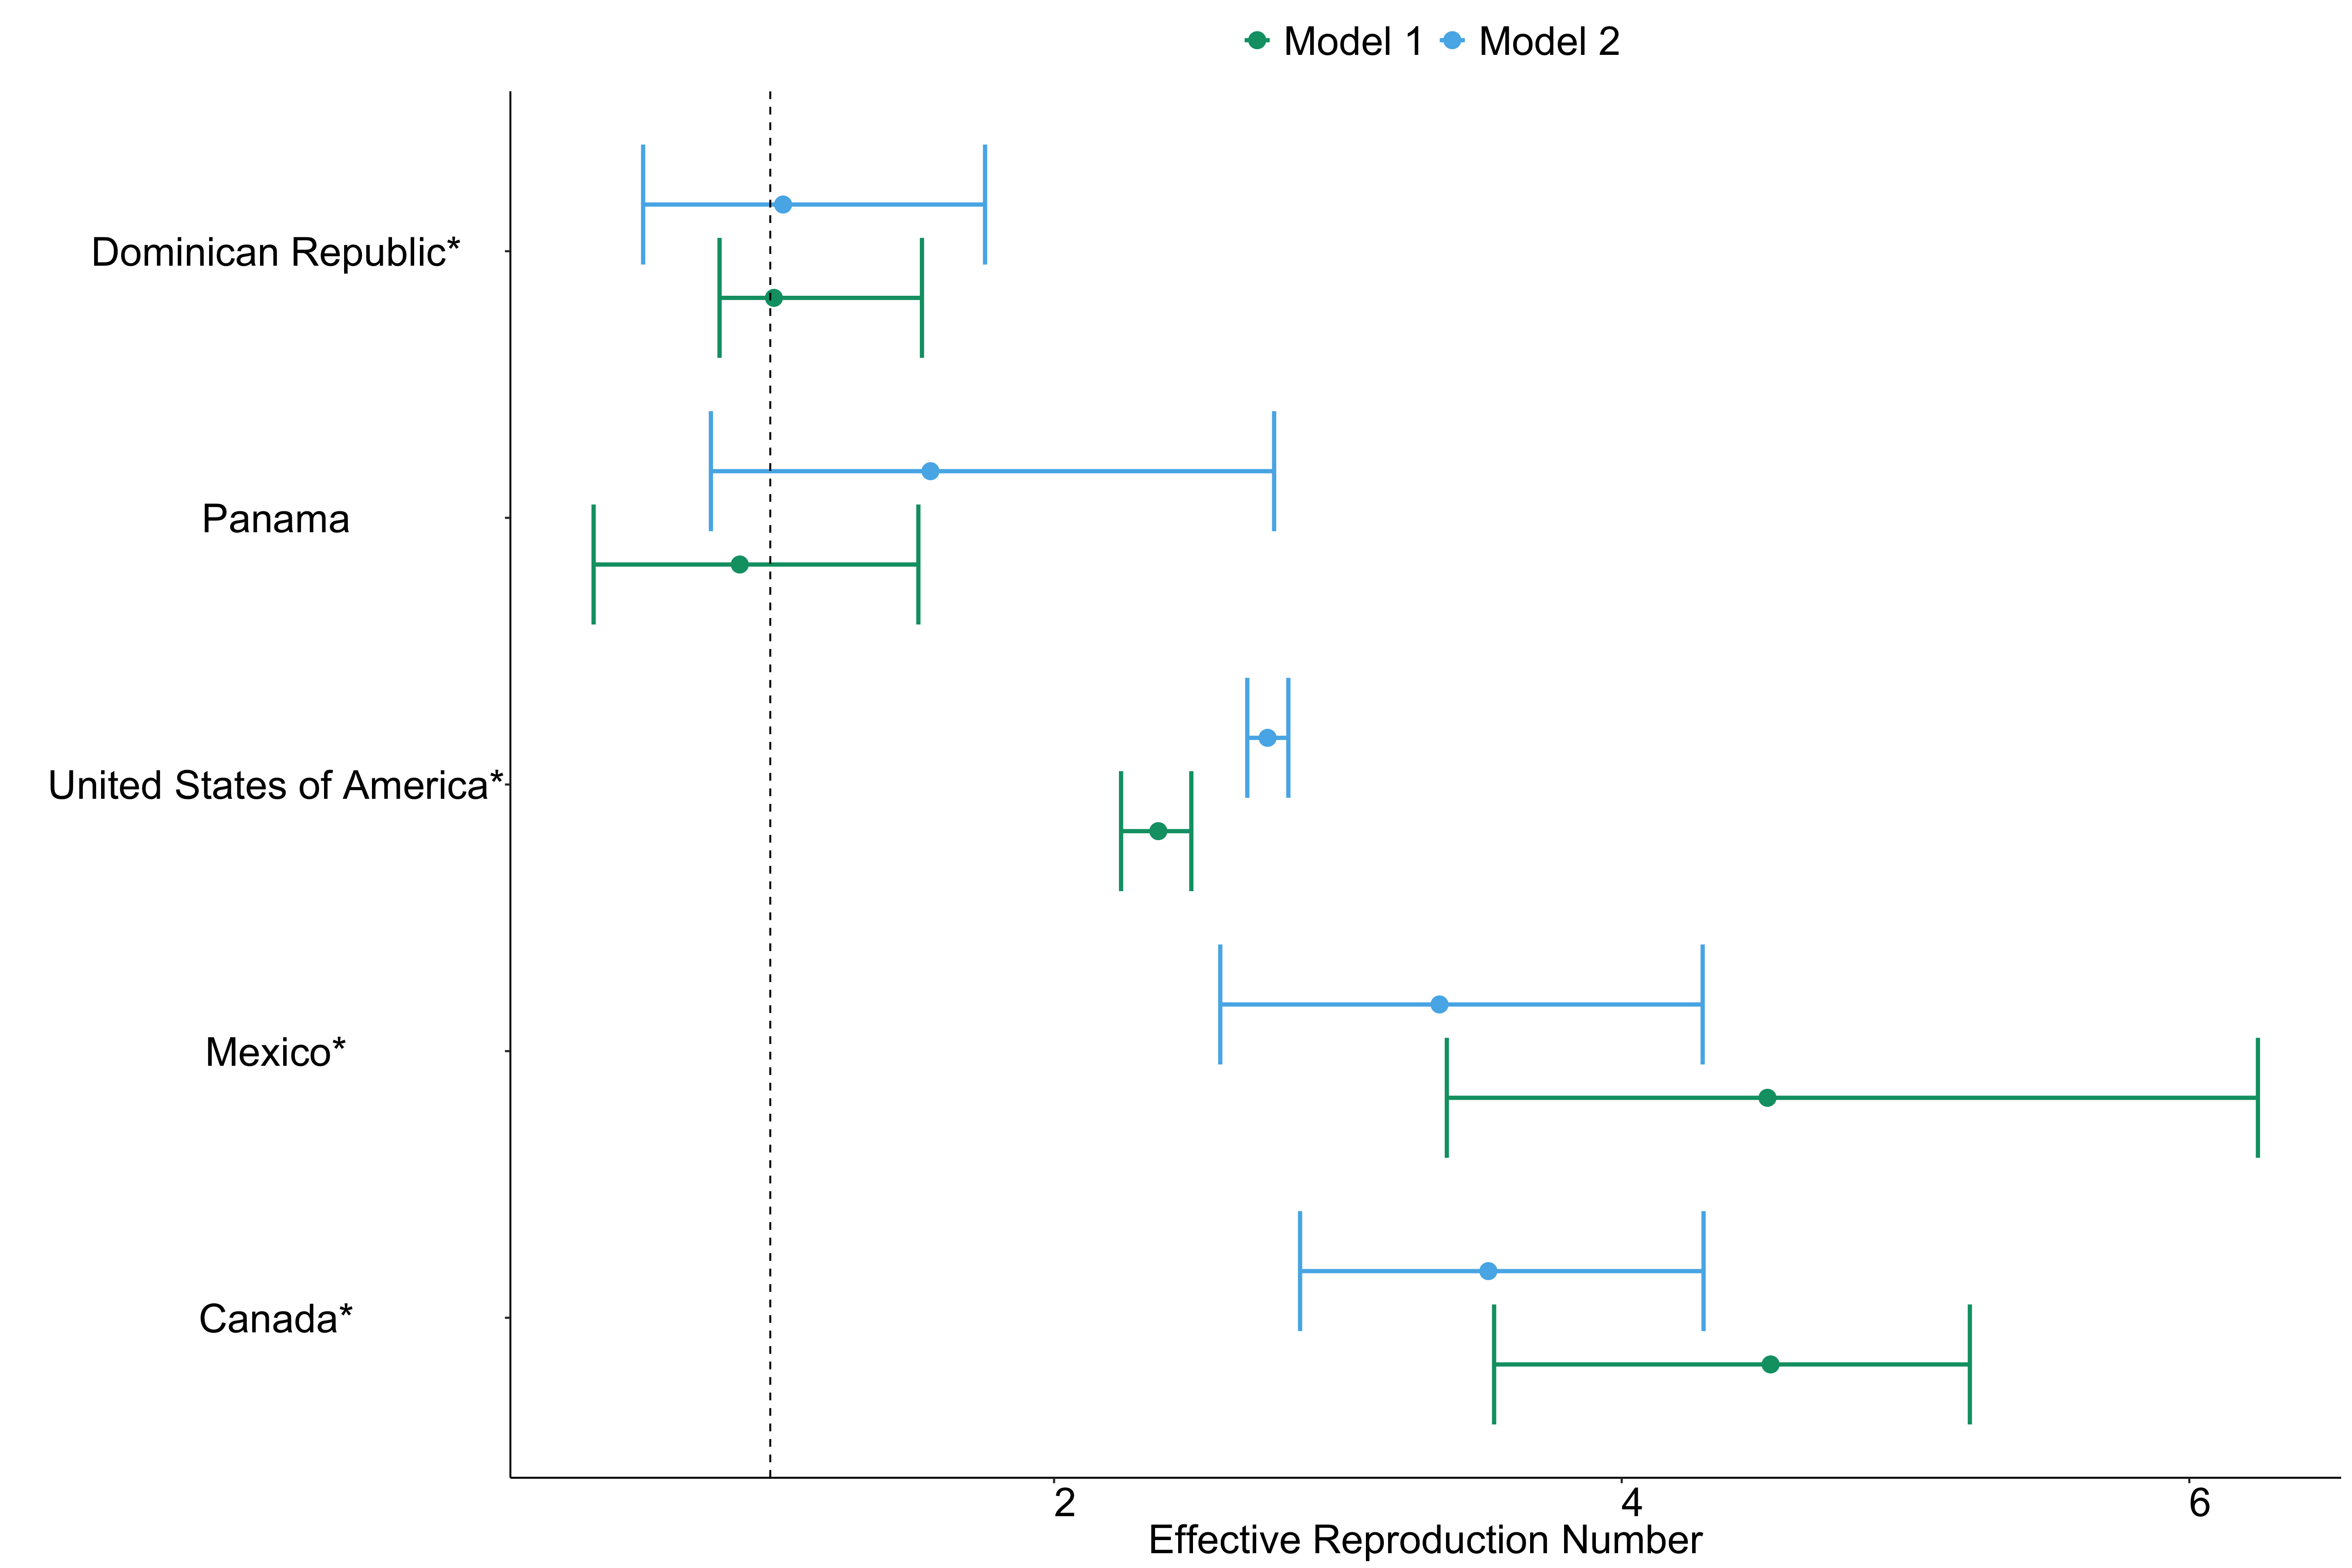 Model 1 Model 2
Dominican Republic*
Panama
United States of America*
Mexico*
Canada*
2 4 6
Effective Reproduction Number